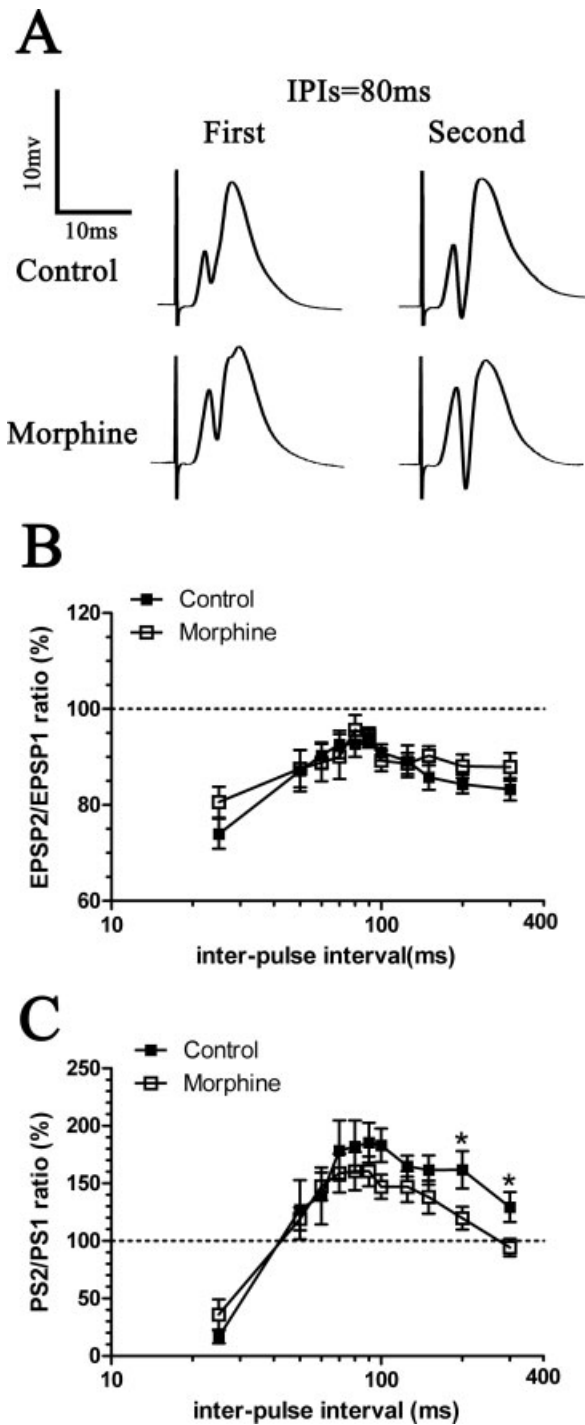 A
IPIs=80ms
First
Second
10mv
10ms
Control
Morphine
B
Control
Morphine
EPSP2/EPSP1 ratio (%)
120
100
80
60
10
100
400
inter-pulse interval(ms)
C
Control
Morphine
PS2/PS1 ratio (%)
250
200
150
100
50
0
*
*
10
100
400
inter-pulse interval (ms)